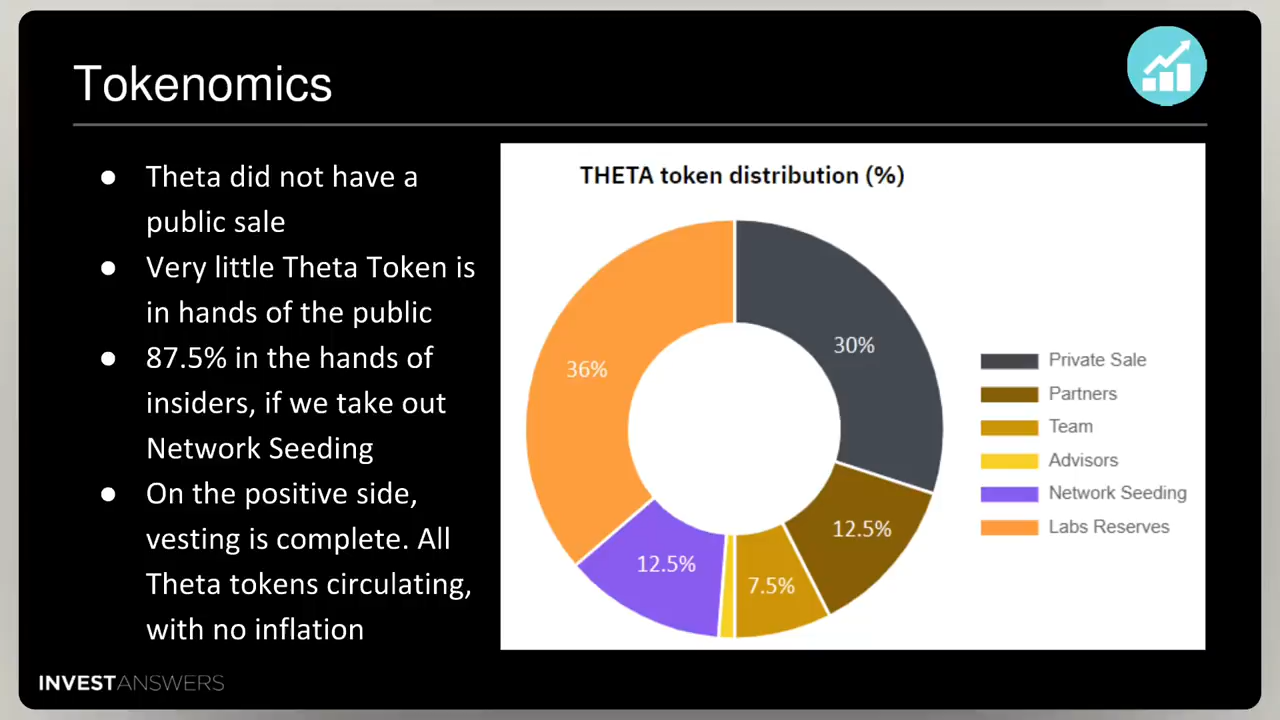 Tokenomics
● Theta did not have a
public sale
● Very little Theta Token is
in hands of the public
● 87.5% in the hands of
insiders, if we take out
Network Seeding
● On the positive side,
vesting is complete. All
Theta tokens circulating,
with no inflation
THETA token distribution (%)
36%
30%
12.5%
7.5%
12.5%
Private Sale
Partners
Team
Advisors
Network Seeding
Labs Reserves
INVESTANSWERS